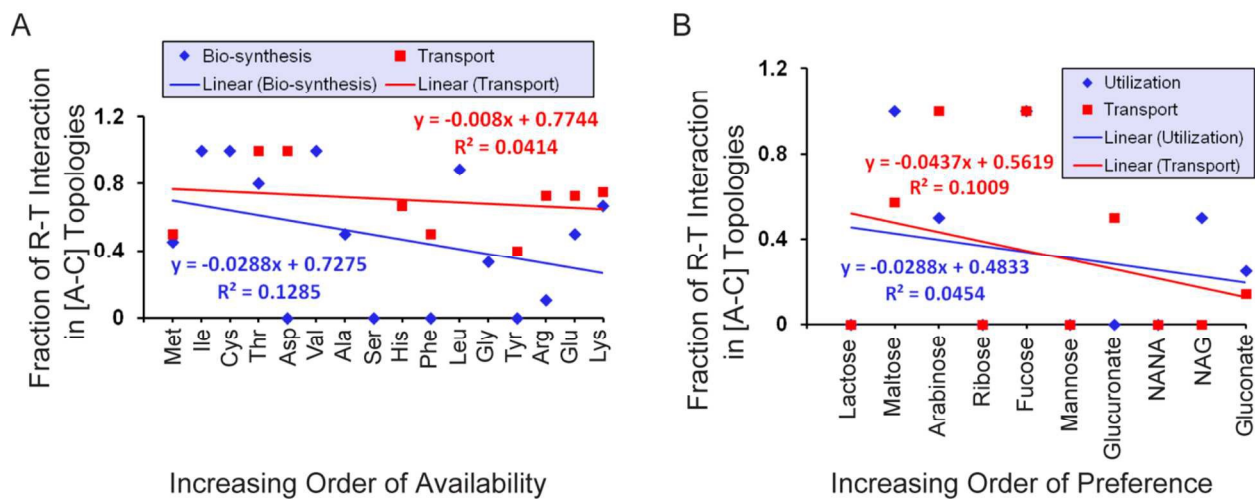 A
Bio-synthesis
Transport
Linear (Bio-synthesis)
Linear (Transport)
Fraction of R-T Interaction
in [A-C] Topologies
1.2
0.8
0.4
0
y = -0.008x + 0.7744
R² = 0.0414
y = -0.0288x + 0.7275
R² = 0.1285
Met
Ile
Cys
Thr
Asp
Val
Ala
Ser
His
Phe
Leu
Gly
Tyr
Arg
Glu
Lys
Increasing Order of Availability
B
Utilization
Transport
Linear (Utilization)
Linear (Transport)
Fraction of R-T Interaction
in [A-C] Topologies
1.2
0.8
0.4
0
y = -0.0437x + 0.5619
R² = 0.1009
y = -0.0288x + 0.4833
R² = 0.0454
Lactose
Maltose
Arabinose
Ribose
Fucose
Mannose
Glucuronate
NANA
NAG
Gluconate
Increasing Order of Preference